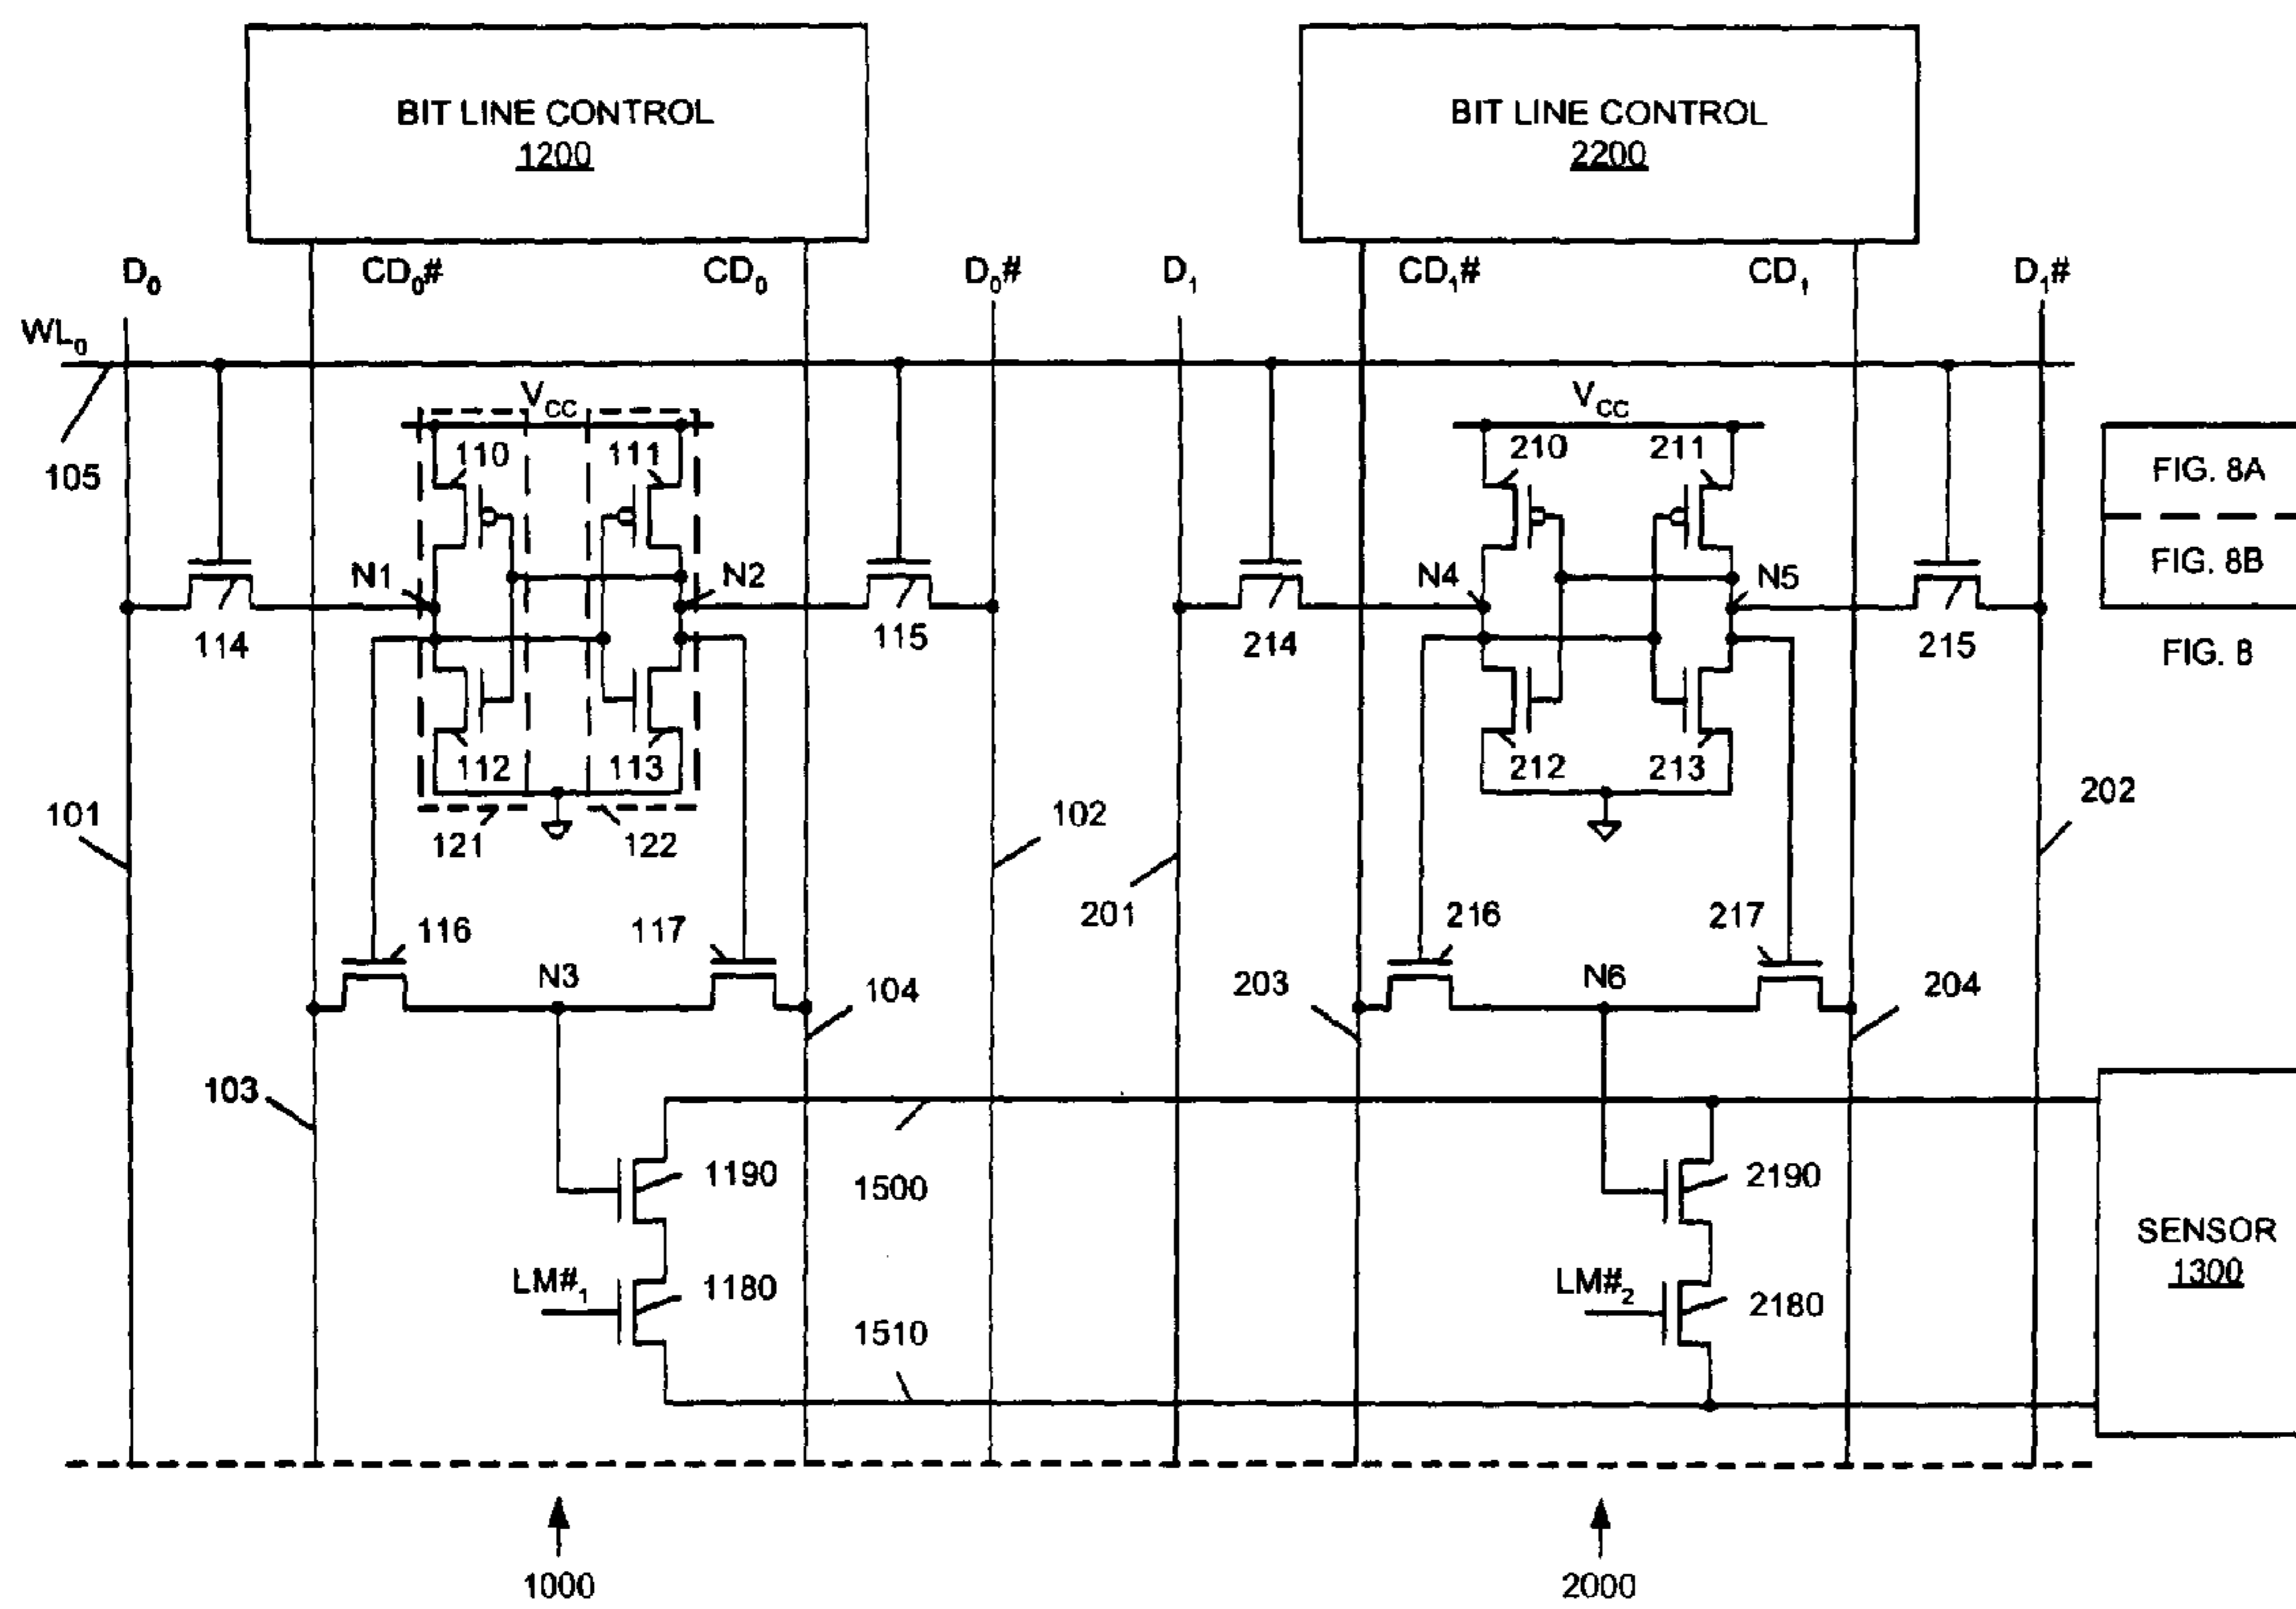 BIT LINE CONTROL
1200
BIT LINE CONTROL
2200
D₀ CD₀# CD₀ D₀# D₁ CD₁# CD₁ D₁#
WL₀
105
V_CC V_CC
110 111 210 211
FIG. 8A
FIG. 8B
FIG. 8
N1 N2 N4 N5
114 115 214 215
112 113 212 213
121 122
101 102 201 202
116 117 216 217
N3 N6
103 104 203 204
1190 1500 2190
LM#₁ 1180 LM#₂ 2180
1510
SENSOR
1300
1000 2000